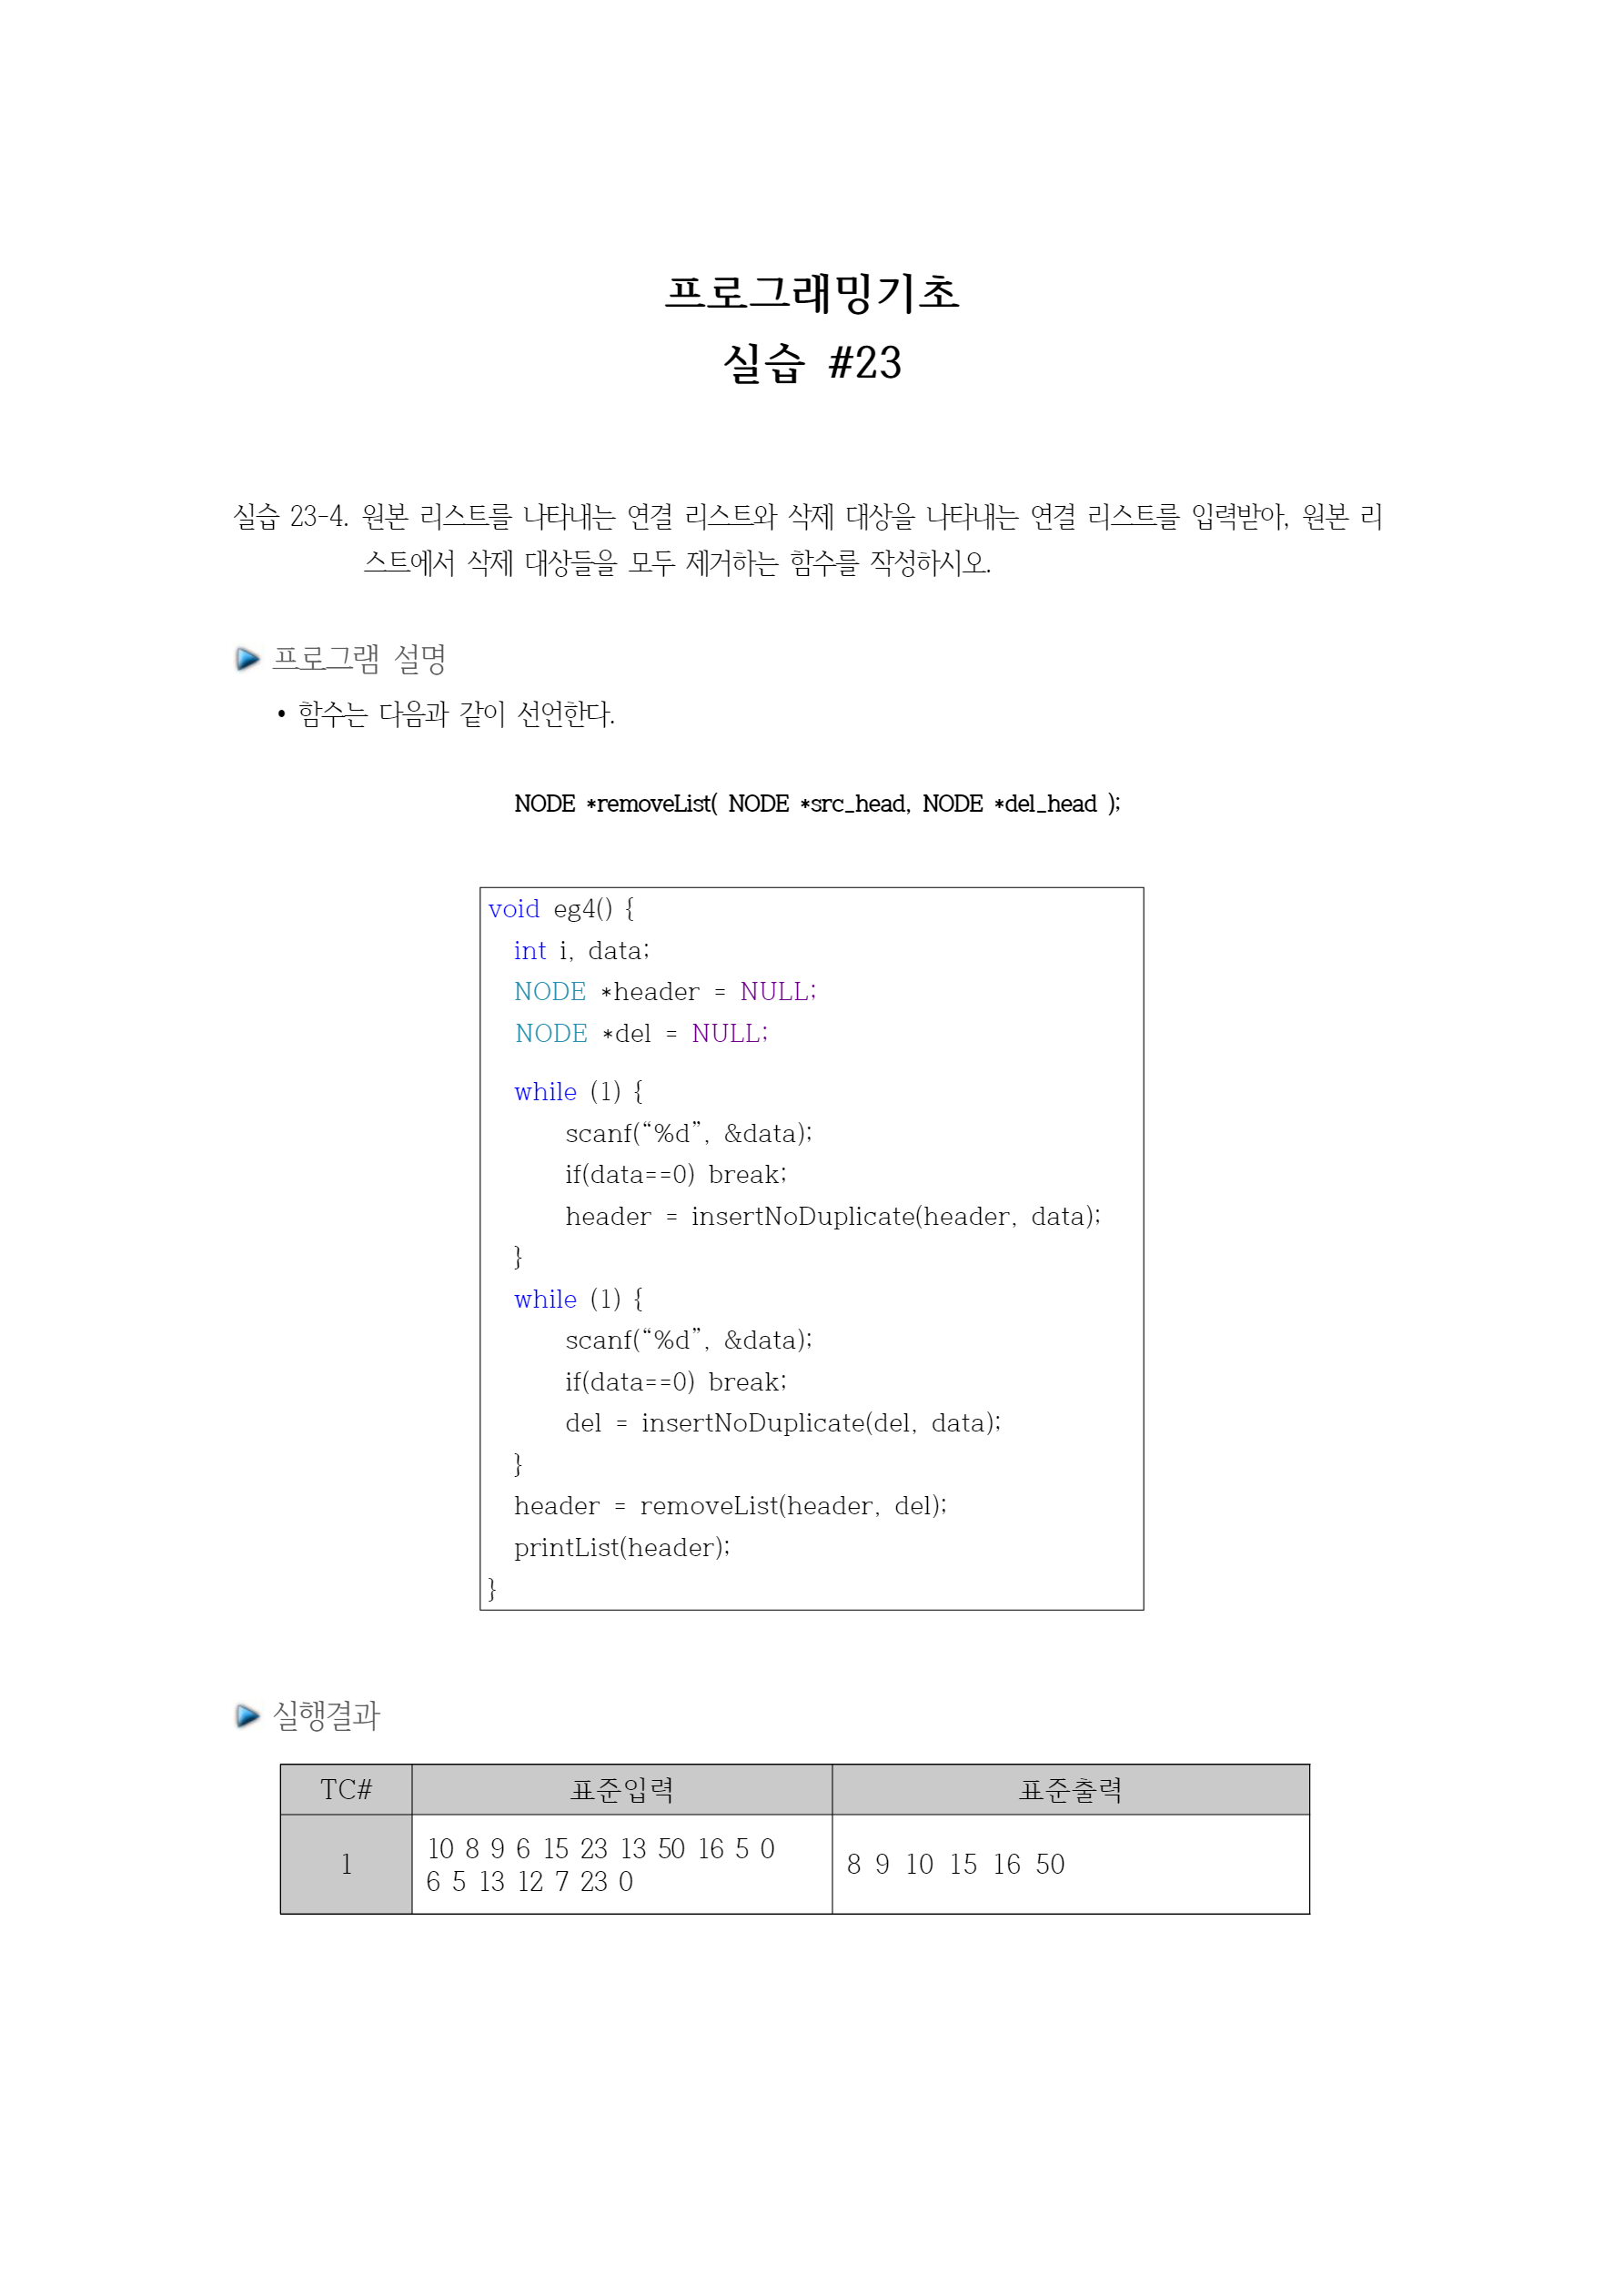 프로그래밍기초
실습 #23
실습 23-4. 원본 리스트를 나타내는 연결 리스트와 삭제 대상을 나타내는 연결 리스트를 입력받아, 원본 리
스트에서 삭제 대상들을 모두 제거하는 함수를 작성하시오.
프로그램 설명
• 함수는 다음과 같이 선언한다.
NODE *removeList( NODE *src_head, NODE *del_head );
void eg4() {
int i, data;
NODE *header = NULL;
NODE *del = NULL;
while (1) {
scanf(“%d”, &data);
if(data==0) break;
header = insertNoDuplicate(header, data);
}
while (1) {
scanf(“%d”, &data);
if(data==0) break;
del = insertNoDuplicate(del, data);
}
header = removeList(header, del);
printList(header);
}
실행결과
TC# 표준입력 표준출력
1
10 8 9 6 15 23 13 50 16 5 0
6 5 13 12 7 23 0
8 9 10 15 16 50